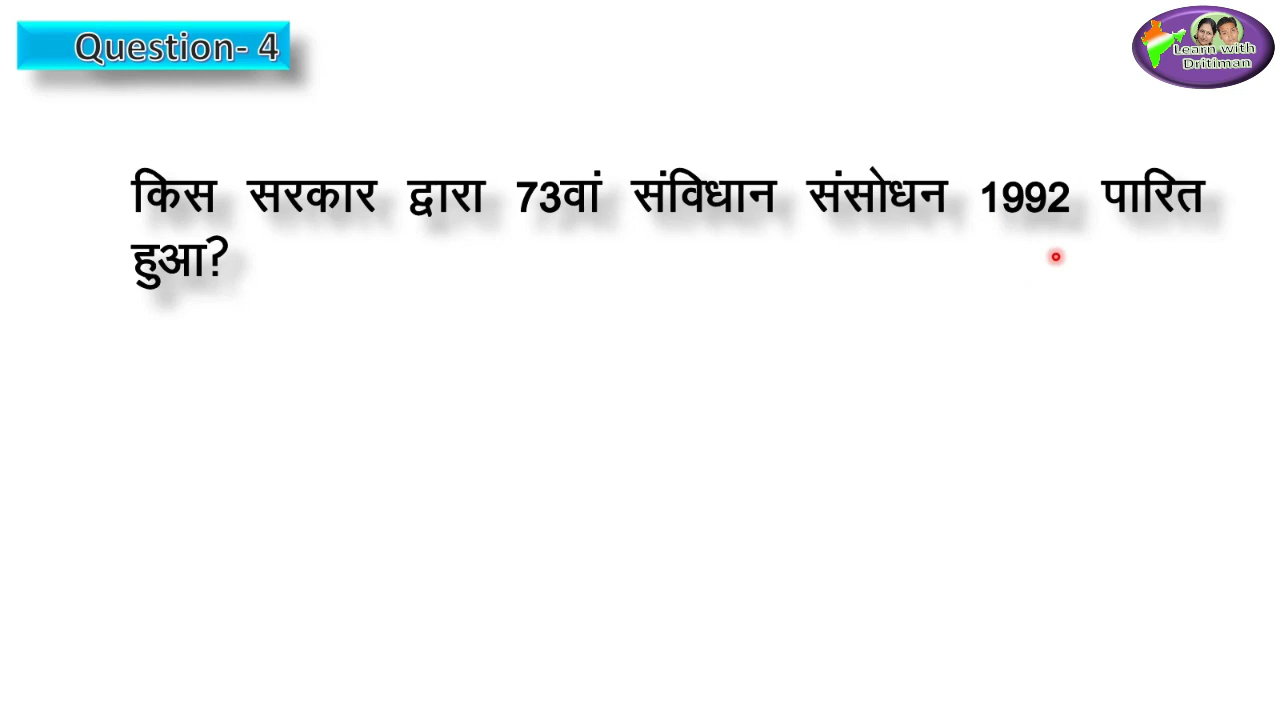 Question- 4
Learn with
Dritiman
किस सरकार द्वारा 73वां संविधान संसोधन 1992 पारित
हुआ?